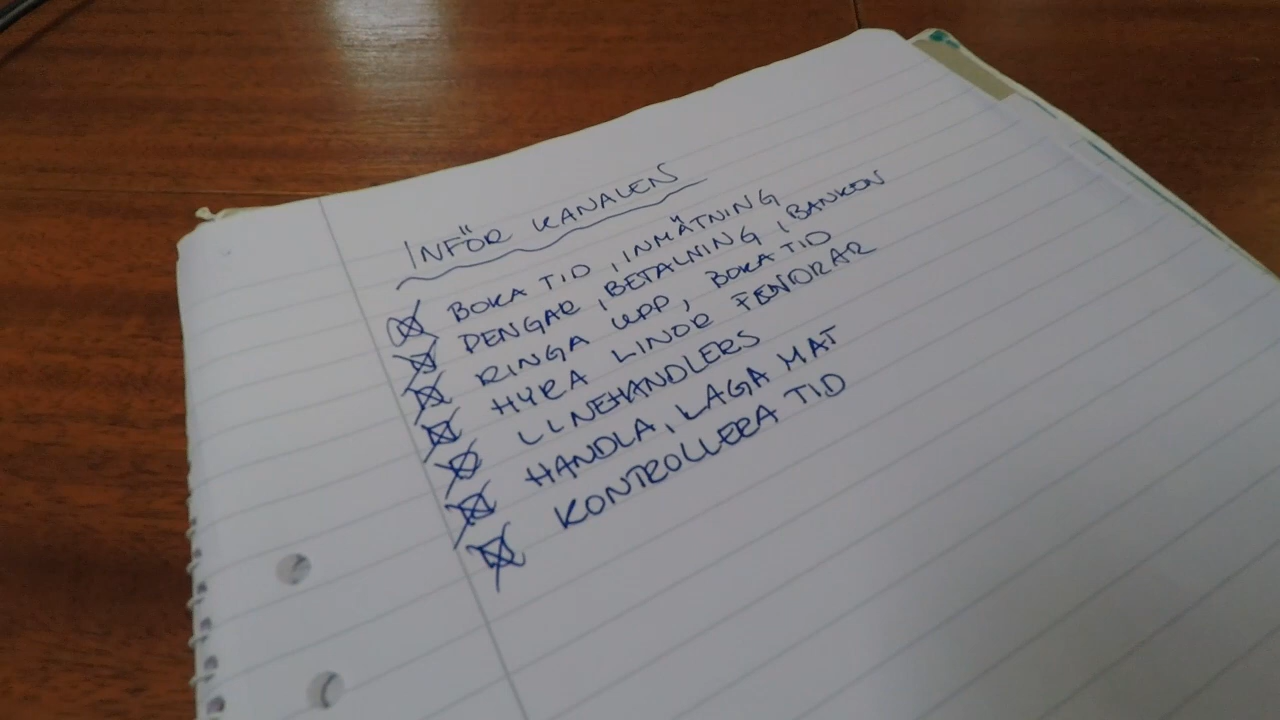 INFÖR KANALEN
BOKA TID, INMÄTNING
PENGAR, BETALNING, BANKEN
RINGA UPP, BOKA TID
HYRA LINOR FENDRAR
LINEHANDLERS
HANDLA, LAGA MAT
KONTROLLERA TID